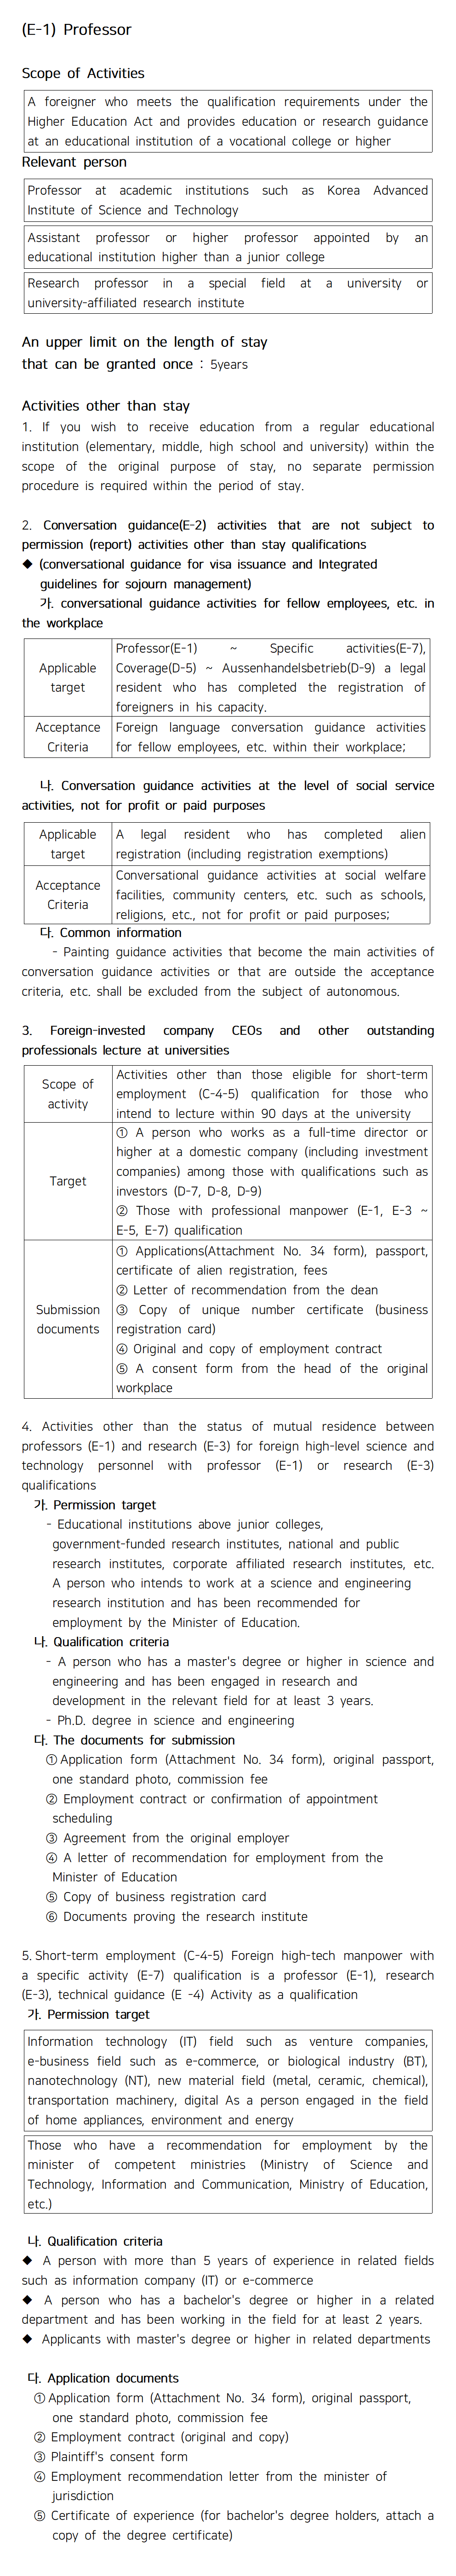 (E-1) Professor
Scope of Activities
A foreigner who meets the qualification requirements under the
Higher Education Act and provides education or research guidance
at an educational institution of a vocational college or higher
Relevant person
Professor at academic institutions such as Korea Advanced
Institute of Science and Technology
Assistant professor or higher professor appointed by an
educational institution higher than a junior college
Research professor in a special field at a university or
university-affiliated research institute
An upper limit on the length of stay
that can be granted once : 5years
Activities other than stay
1. If you wish to receive education from a regular educational
institution (elementary, middle, high school and university) within the
scope of the original purpose of stay, no separate permission
procedure is required within the period of stay.
2. Conversation guidance(E-2) activities that are not subject to
permission (report) activities other than stay qualifications
◆ (conversational guidance for visa issuance and Integrated
guidelines for sojourn management)
가. conversational guidance activities for fellow employees, etc. in
the workplace
Applicable
target
Professor(E-1) ~ Specific activities(E-7),
Coverage(D-5) ~ Aussenhandelsbetrieb(D-9) a legal
resident who has completed the registration of
foreigners in his capacity.
Acceptance
Criteria
Foreign language conversation guidance activities
for fellow employees, etc. within their workplace;
나. Conversation guidance activities at the level of social service
activities, not for profit or paid purposes
Applicable
target
A legal resident who has completed alien
registration (including registration exemptions)
Acceptance
Criteria
Conversational guidance activities at social welfare
facilities, community centers, etc. such as schools,
religions, etc., not for profit or paid purposes;
다. Common information
- Painting guidance activities that become the main activities of
conversation guidance activities or that are outside the acceptance
criteria, etc. shall be excluded from the subject of autonomous.
3. Foreign-invested company CEOs and other outstanding
professionals lecture at universities
Scope of
activity
Activities other than those eligible for short-term
employment (C-4-5) qualification for those who
intend to lecture within 90 days at the university
Target
① A person who works as a full-time director or
higher at a domestic company (including investment
companies) among those with qualifications such as
investors (D-7, D-8, D-9)
② Those with professional manpower (E-1, E-3 ~
E-5, E-7) qualification
Submission
documents
① Applications(Attachment No. 34 form), passport,
certificate of alien registration, fees
② Letter of recommendation from the dean
③ Copy of unique number certificate (business
registration card)
④ Original and copy of employment contract
⑤ A consent form from the head of the original
workplace
4. Activities other than the status of mutual residence between
professors (E-1) and research (E-3) for foreign high-level science and
technology personnel with professor (E-1) or research (E-3)
qualifications
가. Permission target
- Educational institutions above junior colleges,
government-funded research institutes, national and public
research institutes, corporate affiliated research institutes, etc.
A person who intends to work at a science and engineering
research institution and has been recommended for
employment by the Minister of Education.
나. Qualification criteria
- A person who has a master's degree or higher in science and
engineering and has been engaged in research and
development in the relevant field for at least 3 years.
- Ph.D. degree in science and engineering
다. The documents for submission
① Application form (Attachment No. 34 form), original passport,
one standard photo, commission fee
② Employment contract or confirmation of appointment
scheduling
③ Agreement from the original employer
④ A letter of recommendation for employment from the
Minister of Education
⑤ Copy of business registration card
⑥ Documents proving the research institute
5. Short-term employment (C-4-5) Foreign high-tech manpower with
a specific activity (E-7) qualification is a professor (E-1), research
(E-3), technical guidance (E -4) Activity as a qualification
가. Permission target
Information technology (IT) field such as venture companies,
e-business field such as e-commerce, or biological industry (BT),
nanotechnology (NT), new material field (metal, ceramic, chemical),
transportation machinery, digital As a person engaged in the field
of home appliances, environment and energy
Those who have a recommendation for employment by the
minister of competent ministries (Ministry of Science and
Technology, Information and Communication, Ministry of Education,
etc.)
나. Qualification criteria
◆ A person with more than 5 years of experience in related fields
such as information company (IT) or e-commerce
◆ A person who has a bachelor's degree or higher in a related
department and has been working in the field for at least 2 years.
◆ Applicants with master's degree or higher in related departments
다. Application documents
① Application form (Attachment No. 34 form), original passport,
one standard photo, commission fee
② Employment contract (original and copy)
③ Plaintiff's consent form
④ Employment recommendation letter from the minister of
jurisdiction
⑤ Certificate of experience (for bachelor's degree holders, attach a
copy of the degree certificate)